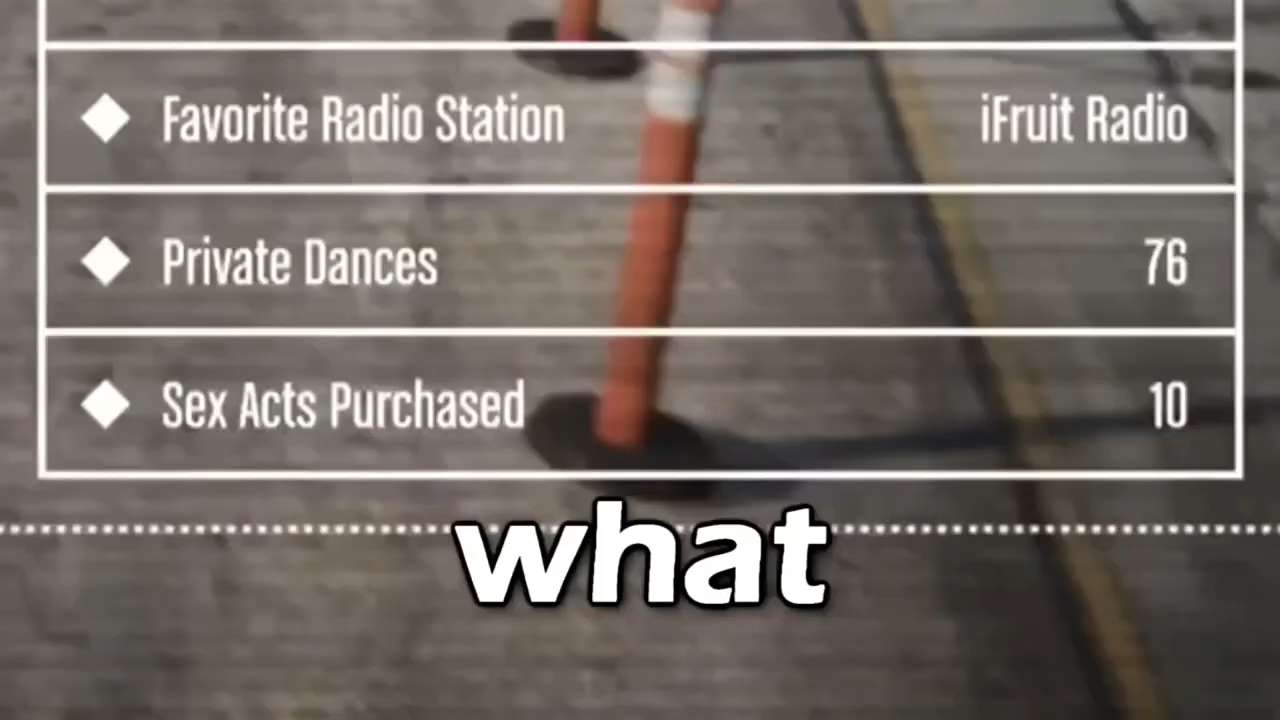 Favorite Radio Station iFruit Radio
Private Dances 76
Sex Acts Purchased 10
what